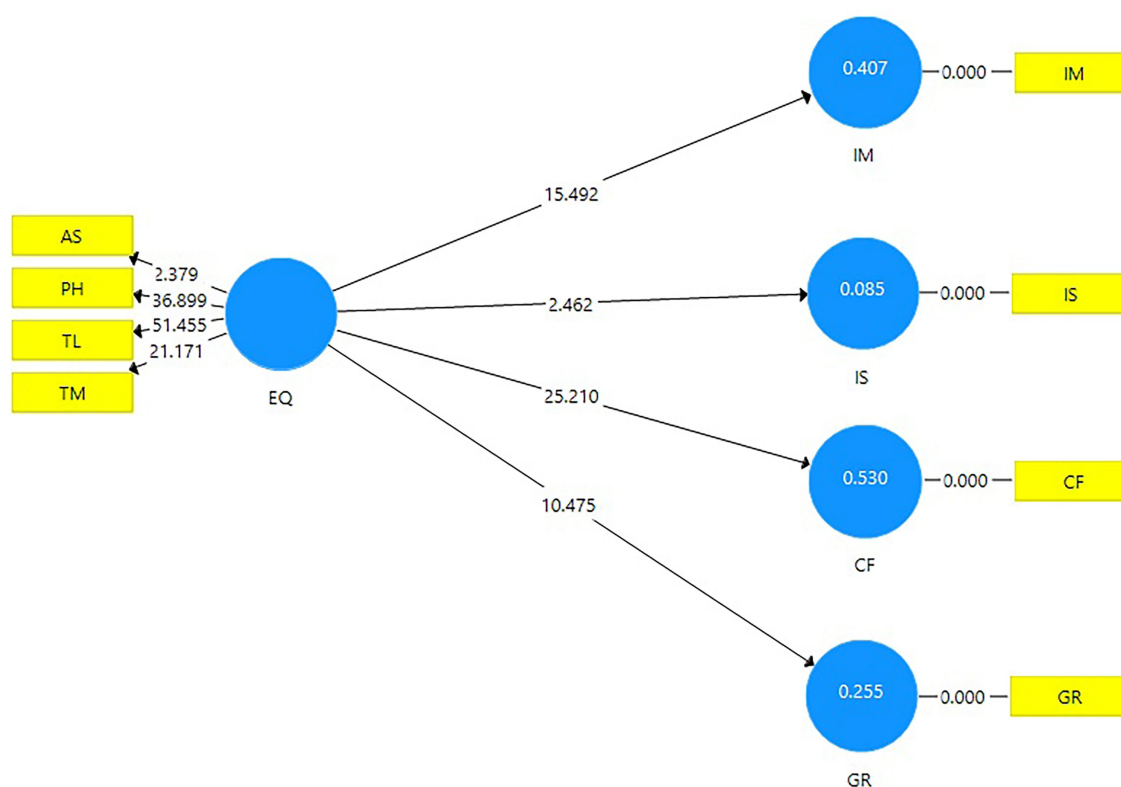 0.407
0.000
IM
IM
15.492
AS
2.379
PH
36.899
TL
51.455
TM
21.171
EQ
2.462
0.085
0.000
IS
IS
25.210
0.530
0.000
CF
CF
10.475
0.255
0.000
GR
GR